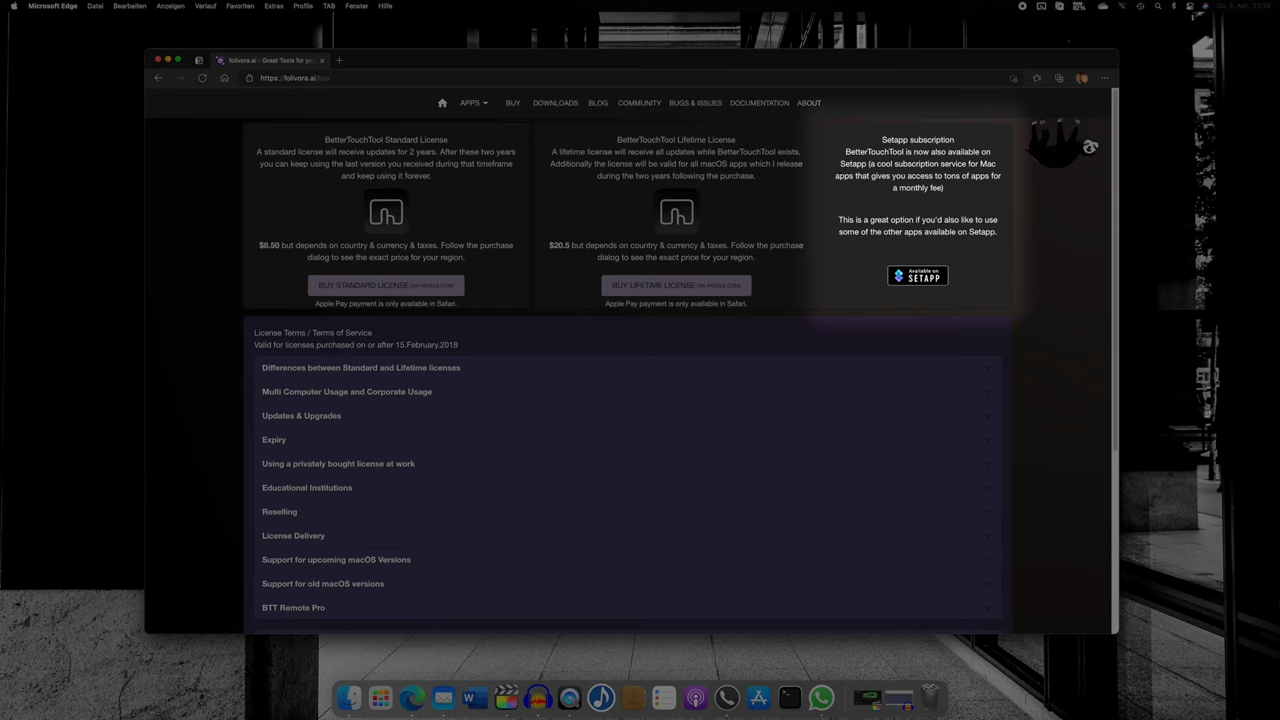 Microsoft Edge Datei Bearbeiten Anzeigen Verlauf Favoriten Extras Profile TAB Fenster Hilfe
folivora.ai - Great Tools for yo
https://folivora.ai/buy
APPS BUY DOWNLOADS BLOG COMMUNITY BUGS & ISSUES DOCUMENTATION ABOUT
BetterTouchTool Standard License
A standard license will receive updates for 2 years. After these two years
you can keep using the last version you received during that timeframe
and keep using it forever.
$8.50 but depends on country & currency & taxes. Follow the purchase
dialog to see the exact price for your region.
BUY STANDARD LICENSE (VIA PADDLE.COM)
Apple Pay payment is only available in Safari.
BetterTouchTool Lifetime License
A lifetime license will receive all updates while BetterTouchTool exists.
Additionally the license will be valid for all macOS apps which I release
during the two years following the purchase.
$20.5 but depends on country & currency & taxes. Follow the purchase
dialog to see the exact price for your region.
BUY LIFETIME LICENSE (VIA PADDLE.COM)
Apple Pay payment is only available in Safari.
Setapp subscription
BetterTouchTool is now also available on
Setapp (a cool subscription service for Mac
apps that gives you access to tons of apps for
a monthly fee)
This is a great option if you'd also like to use
some of the other apps available on Setapp.
Available on
SETAPP
License Terms / Terms of Service
Valid for licenses purchased on or after 15.February.2018
Differences between Standard and Lifetime licenses
Multi Computer Usage and Corporate Usage
Updates & Upgrades
Expiry
Using a privately bought license at work
Educational Institutions
Reselling
License Delivery
Support for upcoming macOS Versions
Support for old macOS versions
BTT Remote Pro